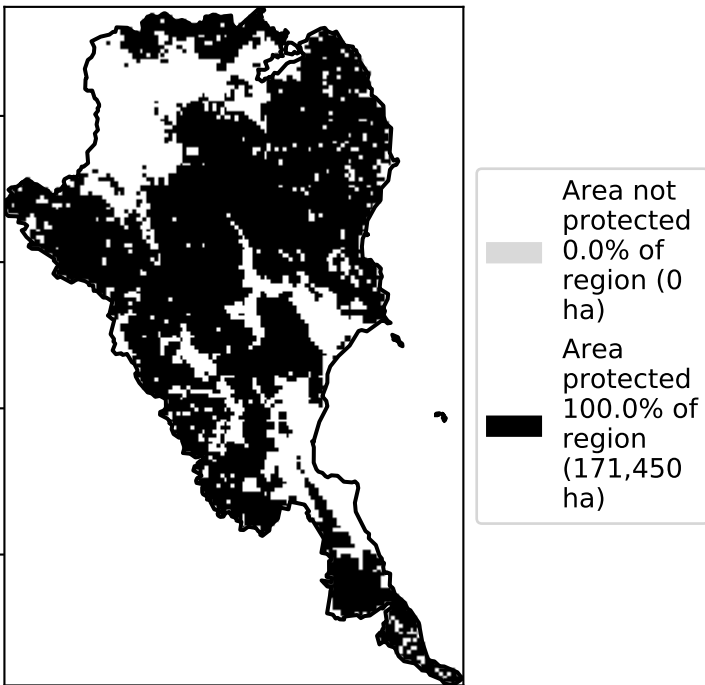 Area not
protected
0.0% of
region (0
ha)
Area
protected
100.0% of
region
(171,450
ha)